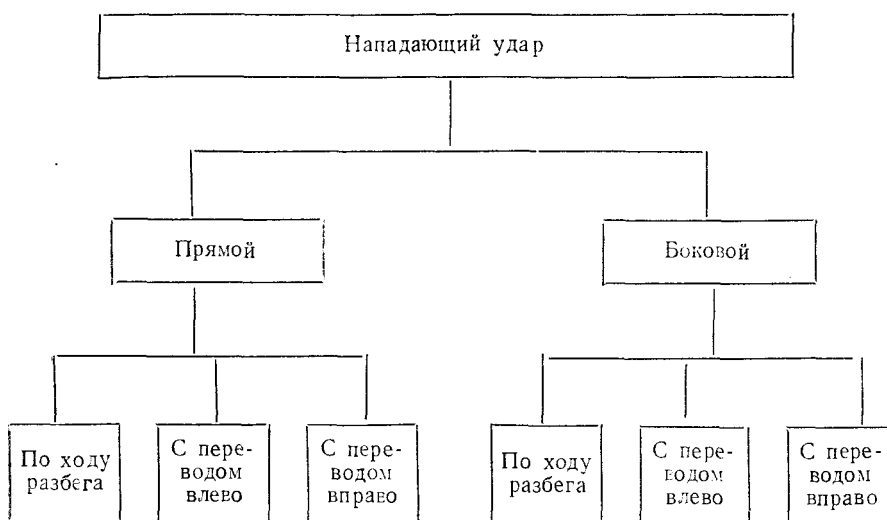 Нападающий удар
Прямой
Боковой
По ходу
разбега
С пере-
водом
влево
С пере-
водом
вправо
По ходу
разбега
С пере-
водом
влево
С пере-
водом
вправо